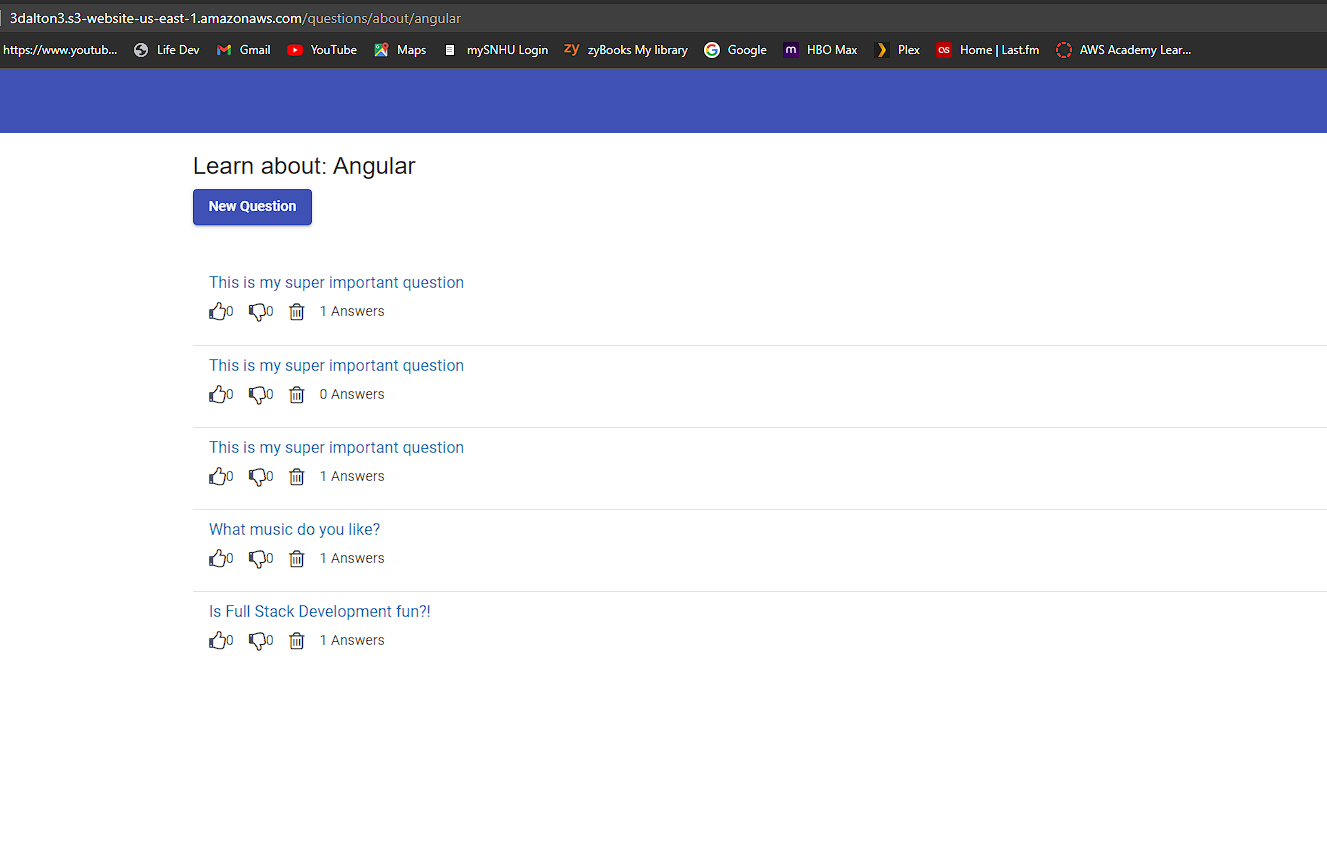 3dalton3.s3-website-us-east-1.amazonaws.com/questions/about/angular
https://www.youtub... Life Dev Gmail YouTube Maps mySNHU Login zy zyBooks My library G Google m HBO Max Plex os Home | Last.fm AWS Academy Lear...
Learn about: Angular
New Question
This is my super important question
0 0 1 Answers
This is my super important question
0 0 0 Answers
This is my super important question
0 0 1 Answers
What music do you like?
0 0 1 Answers
Is Full Stack Development fun?!
0 0 1 Answers